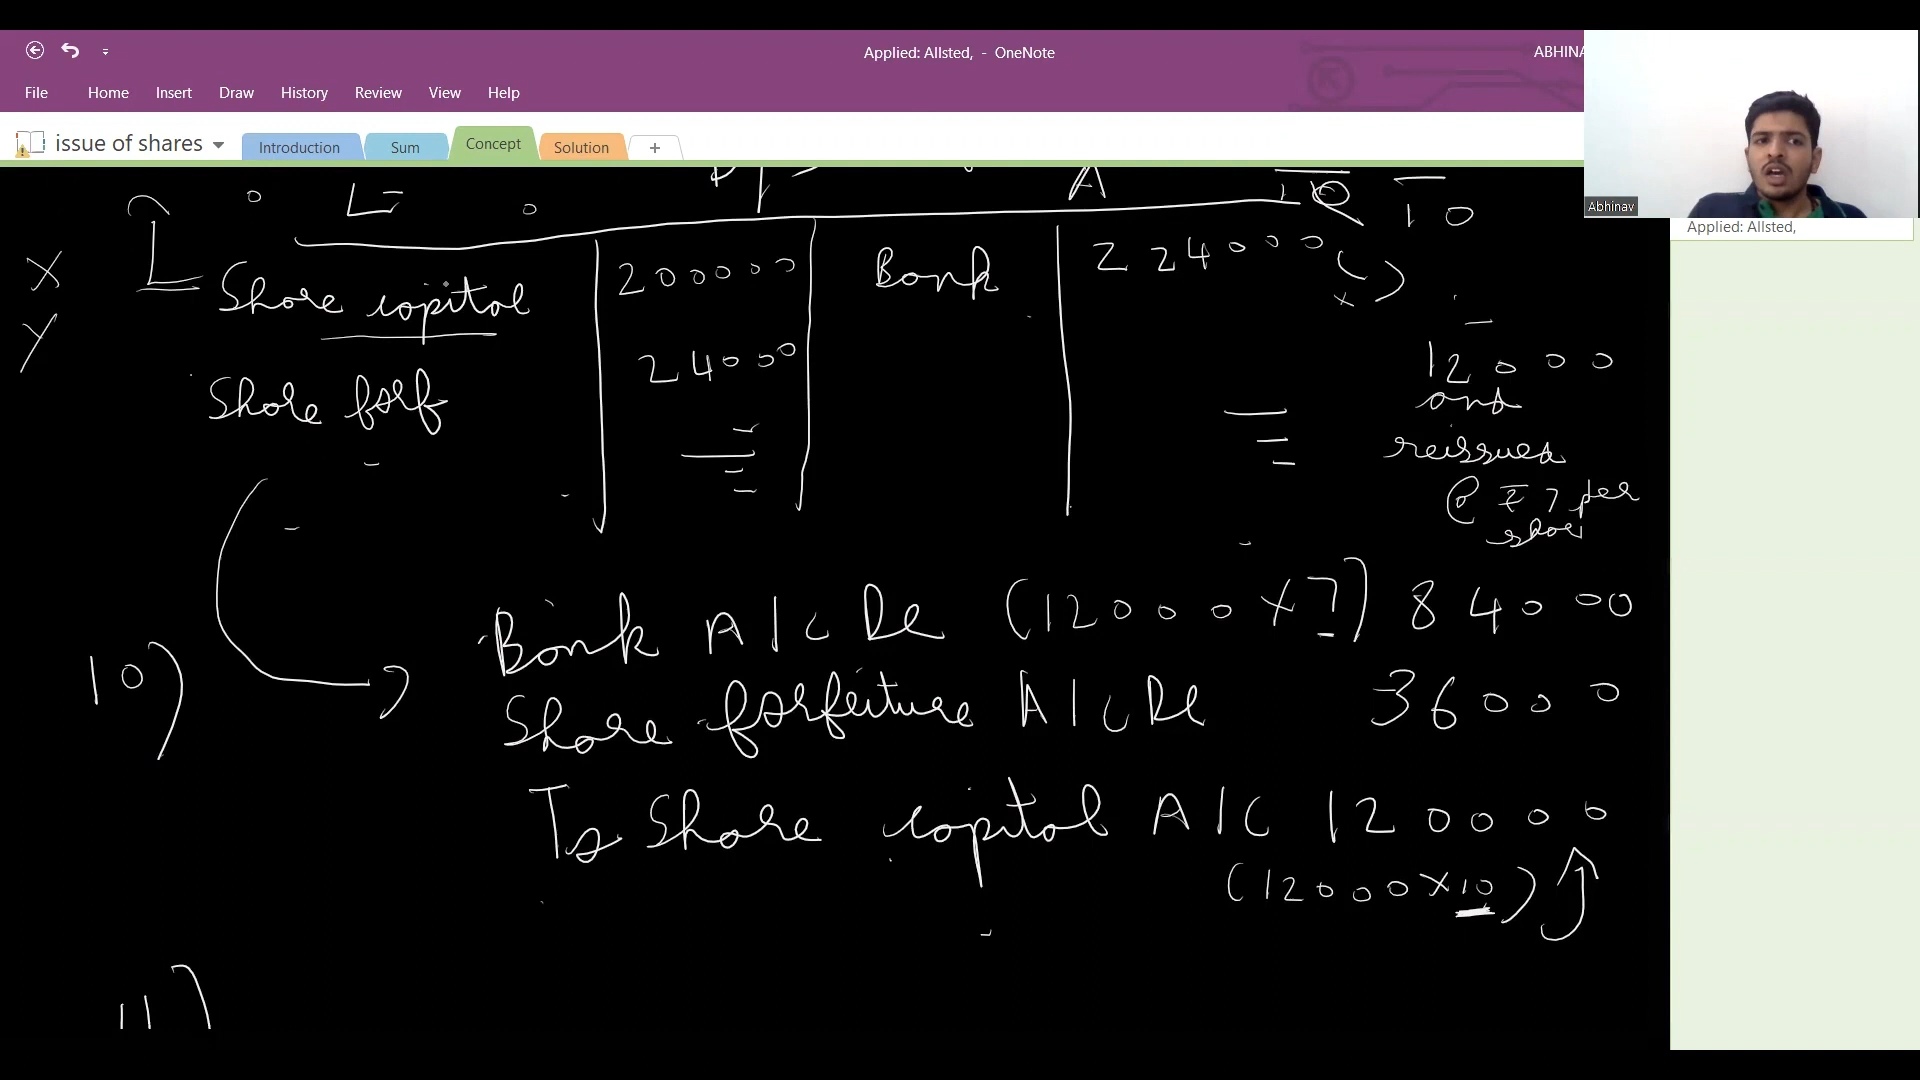 Applied: Allsted, - OneNote
ABHINA
File Home Insert Draw History Review View Help
issue of shares
Introduction Sum Concept Solution +
Abhinav
Applied: Allsted,
L E A 10 10
X
Y
Share capital 200000 Bank 224000
Share forf 24000
12000
and
reissued
@ ₹ 7 per
share
10)
Bank A/C Dr (12000 x 7) 84000
Share forfeiture A/C Dr 36000
To Share capital A/C 120000
(12000 x 10)
11)